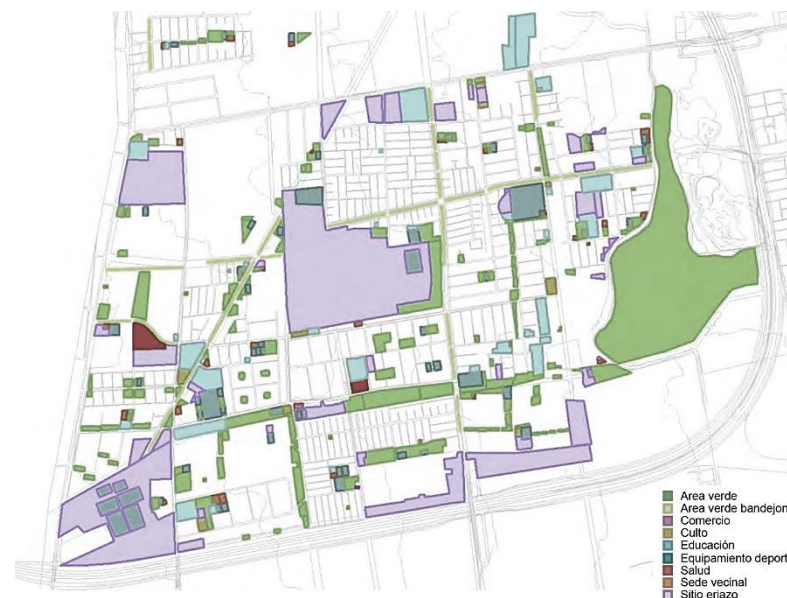 Area verde
Area verde bandejon
Comercio
Culto
Educación
Equipamiento deport
Salud
Sede vecinal
Sitio eriazo